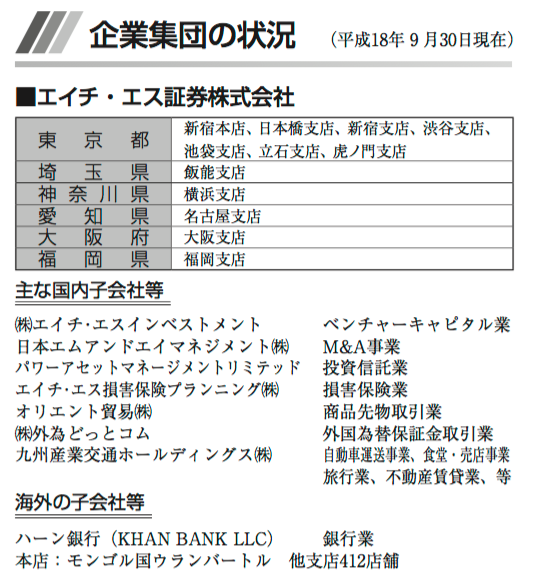 企業集団の状況 （平成18年９月30日現在）
■エイチ・エス証券株式会社
東京都 新宿本店、日本橋支店、新宿支店、渋谷支店、
池袋支店、立石支店、虎ノ門支店
埼玉県 飯能支店
神奈川県 横浜支店
愛知県 名古屋支店
大阪府 大阪支店
福岡県 福岡支店
主な国内子会社等
㈱エイチ・エスインベストメント ベンチャーキャピタル業
日本エムアンドエイマネジメント㈱ M&A事業
パワーアセットマネージメントリミテッド 投資信託業
エイチ・エス損害保険プランニング㈱ 損害保険業
オリエント貿易㈱ 商品先物取引業
㈱外為どっとコム 外国為替保証金取引業
九州産業交通ホールディングス㈱ 自動車運送事業、食堂・売店事業
旅行業、不動産賃貸業、等
海外の子会社等
ハーン銀行（KHAN BANK LLC） 銀行業
本店：モンゴル国ウランバートル 他支店412店舗